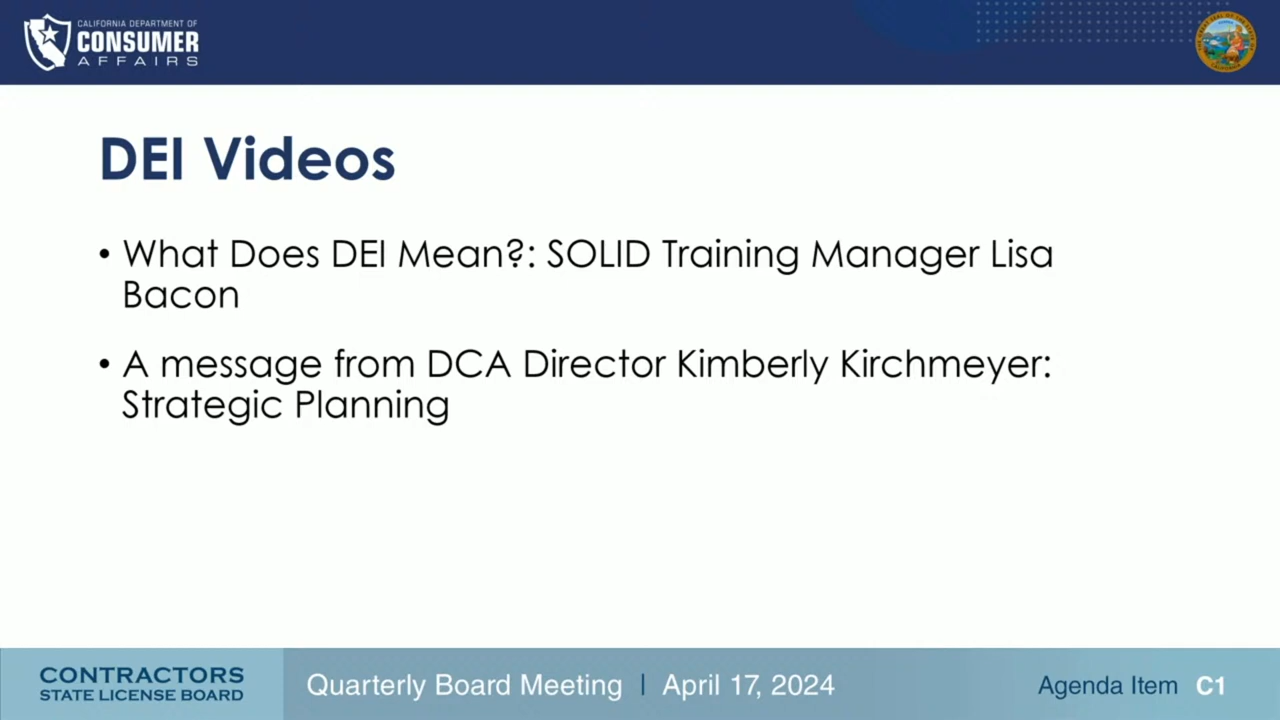 CALIFORNIA DEPARTMENT OF
CONSUMER
AFFAIRS
DEI Videos
• What Does DEI Mean?: SOLID Training Manager Lisa
Bacon
• A message from DCA Director Kimberly Kirchmeyer:
Strategic Planning
CONTRACTORS
STATE LICENSE BOARD
Quarterly Board Meeting | April 17, 2024
Agenda Item C1